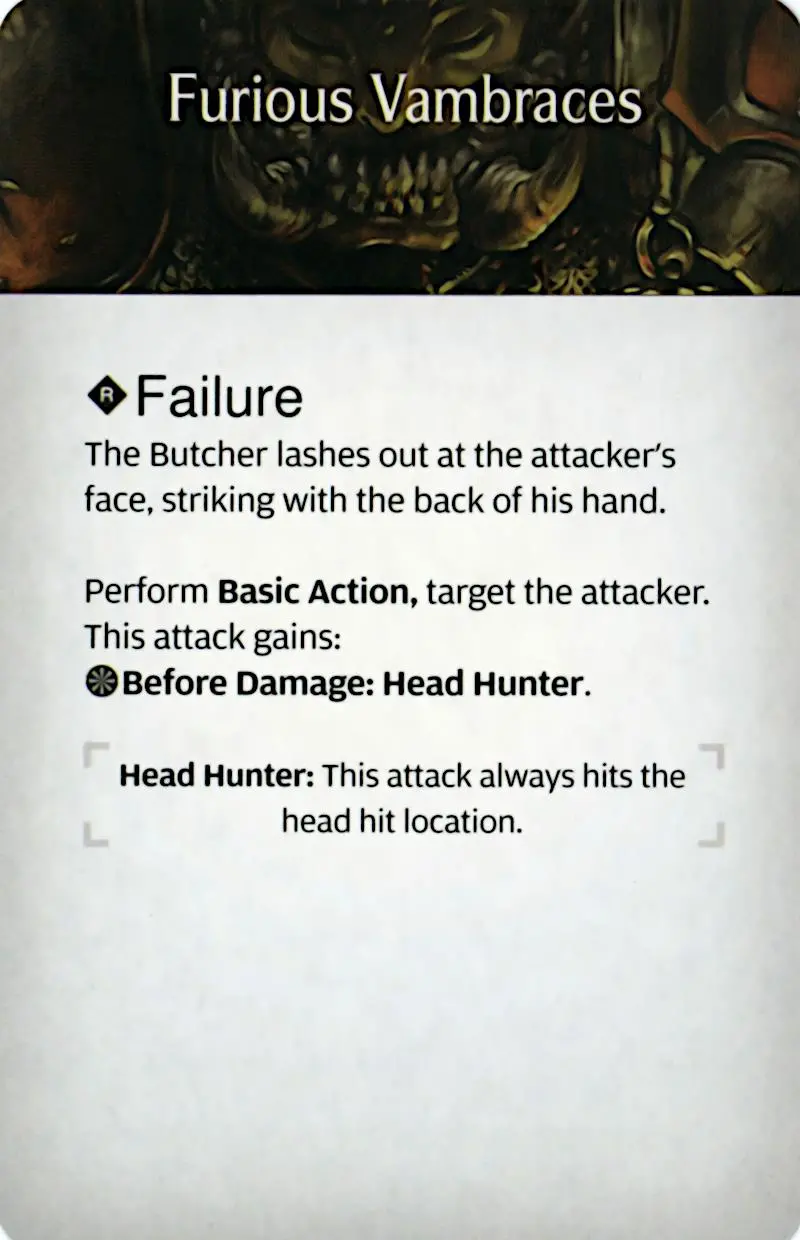 Furious Vambraces
R Failure
The Butcher lashes out at the attacker's
face, striking with the back of his hand.
Perform Basic Action, target the attacker.
This attack gains:
Before Damage: Head Hunter.
Head Hunter: This attack always hits the
head hit location.